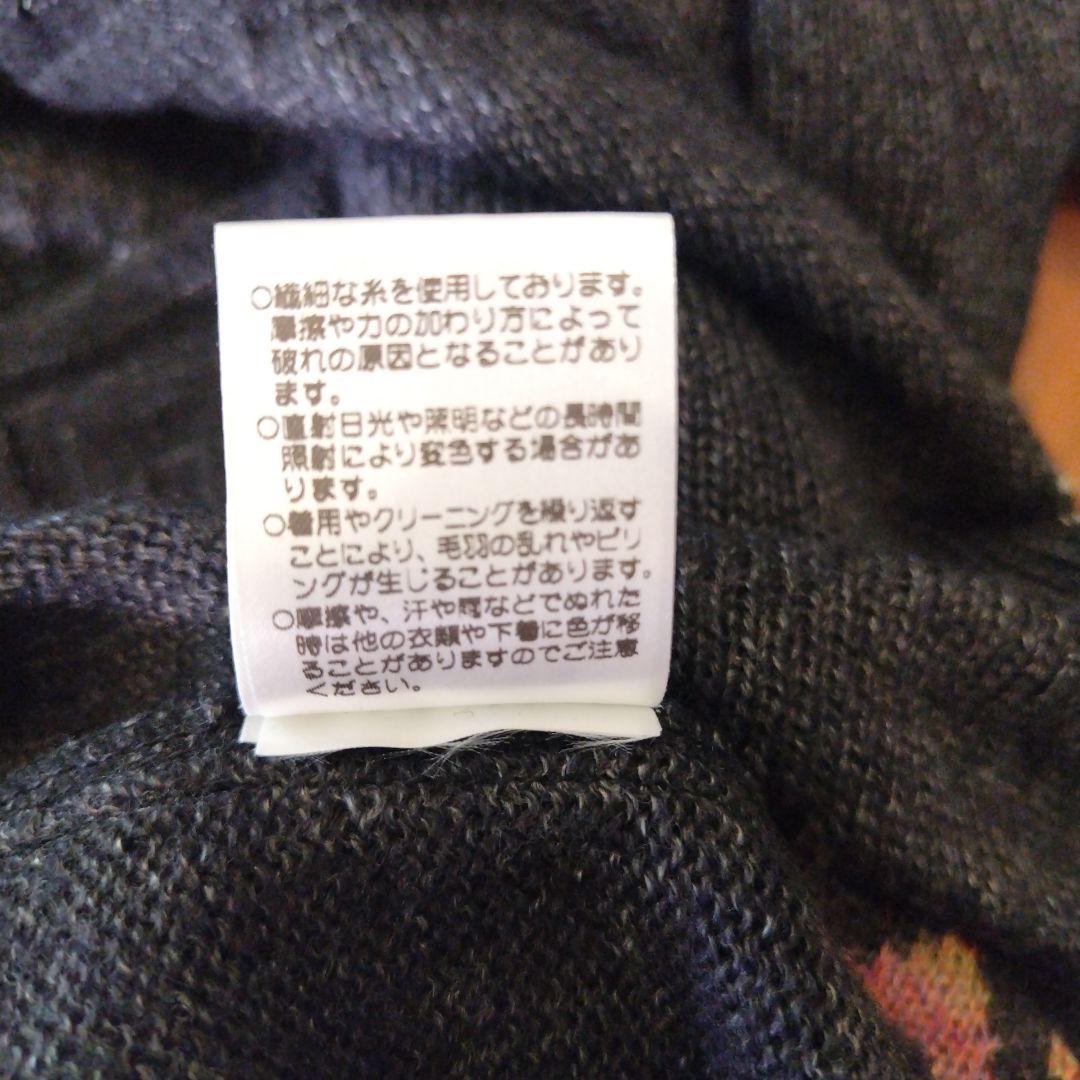 ○繊細な糸を使用しております。
摩擦や力の加わり方によって
破れの原因となることがあり
ます。
○直射日光や照明などの長時間
照射により変色する場合があ
ります。
○着用やクリーニングを繰り返す
ことにより、毛羽の乱れやピリ
ングが生じることがあります。
○摩擦や、汗や雨などでぬれた
時は他の衣類や下着に色が移
ることがありますのでご注意
ください。